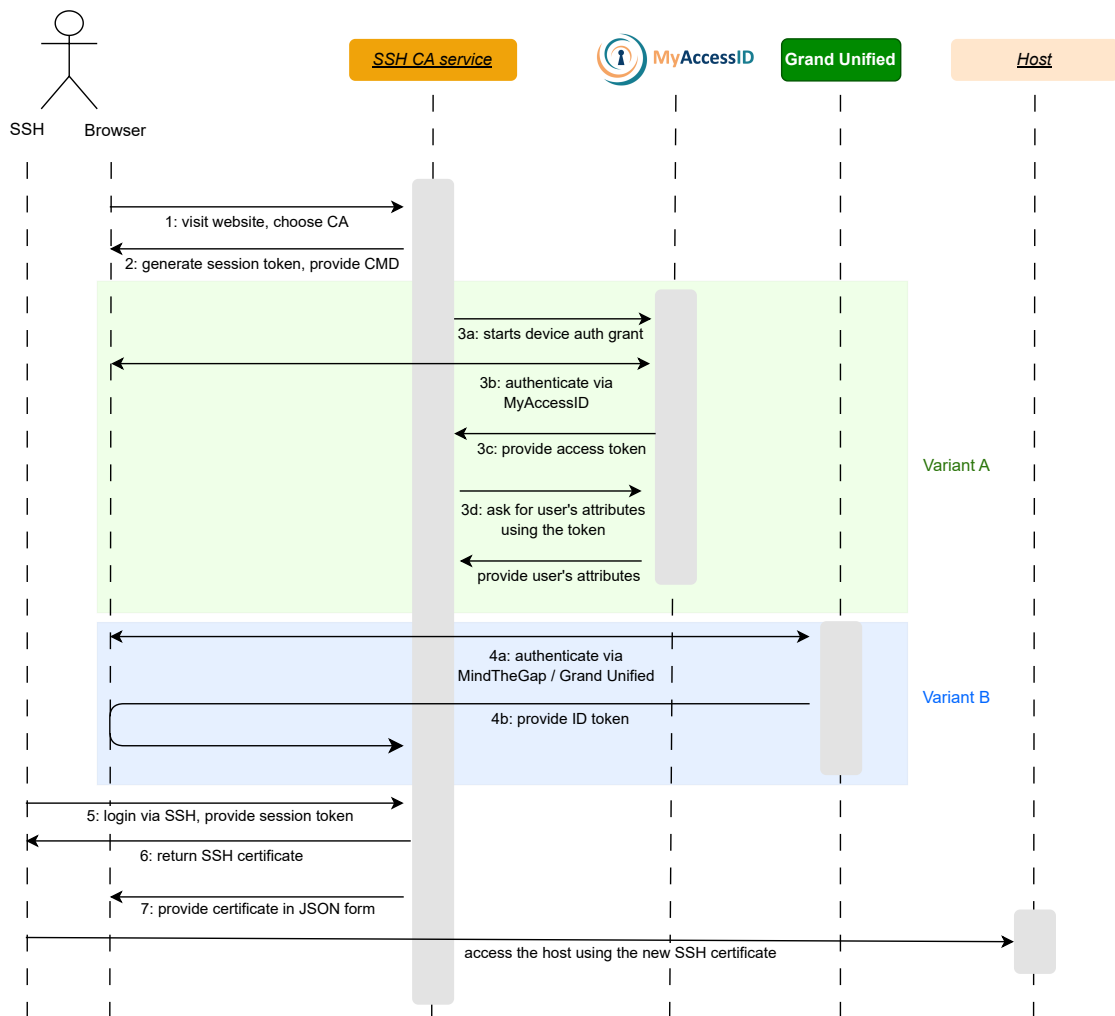 SSH CA service
MyAccessID
Grand Unified
Host
SSH
Browser
1: visit website, choose CA
2: generate session token, provide CMD
3a: starts device auth grant
3b: authenticate via
MyAccessID
3c: provide access token
Variant A
3d: ask for user's attributes
using the token
provide user's attributes
4a: authenticate via
MindTheGap / Grand Unified
Variant B
4b: provide ID token
5: login via SSH, provide session token
6: return SSH certificate
7: provide certificate in JSON form
access the host using the new SSH certificate